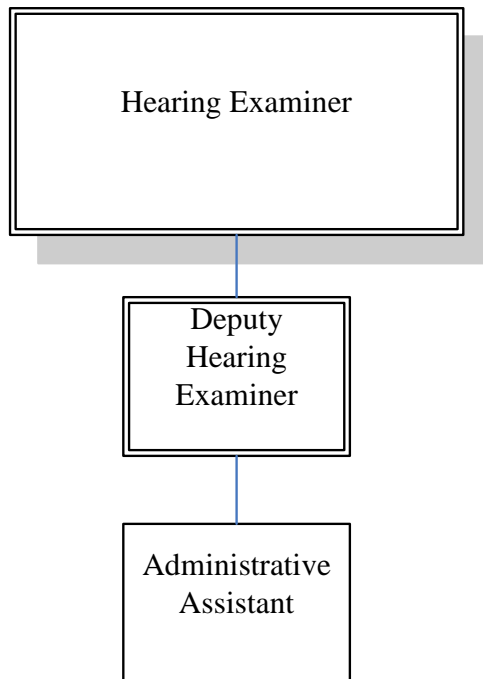 Hearing Examiner
Deputy
Hearing
Examiner
Administrative
Assistant